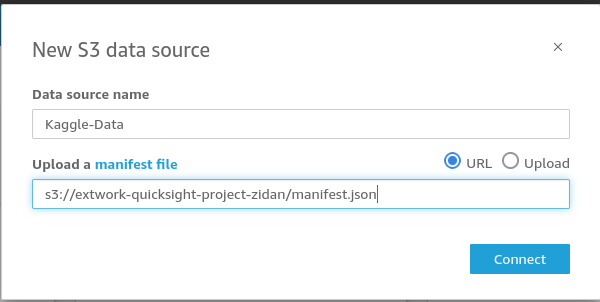 New S3 data source
×
Data source name
Kaggle-Data
Upload a manifest file URL Upload
s3://extwork-quicksight-project-zidan/manifest.json
Connect